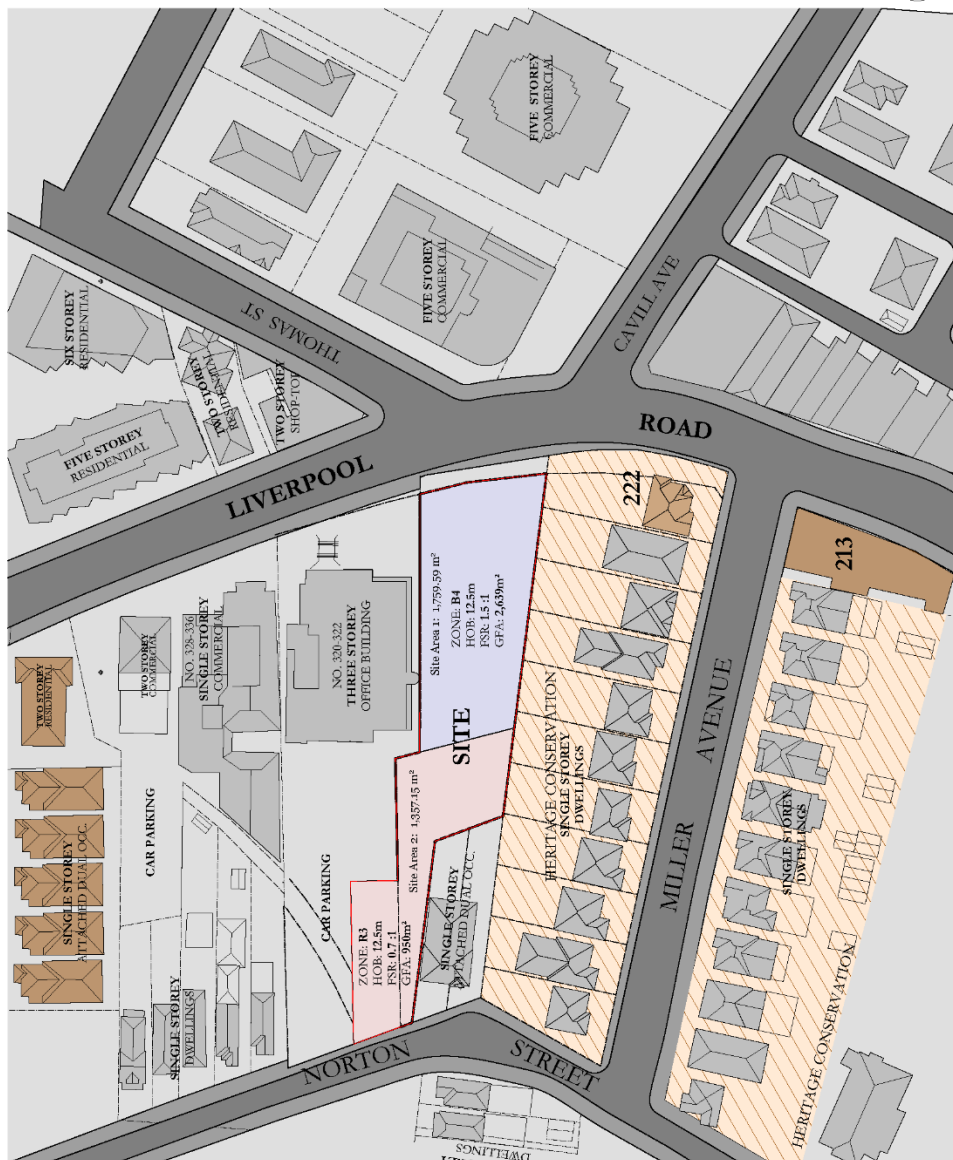 FIVE STOREY
COMMERCIAL
FIVE STOREY
COMMERCIAL
THOMAS ST
CAVILL AVE
SIX STOREY
RESIDENTIAL
TWO STOREY
RESIDENTIAL
TWO STOREY
SHOP-TOP
FIVE STOREY
RESIDENTIAL
LIVERPOOL
ROAD
222
213
Site Area 1: 1,759.59 m²
ZONE: B4
HOB: 12.5m
FSR: 1.5 :1
GFA: 2,639m²
NO. 320-322
THREE STOREY
OFFICE BUILDING
NO. 328-336
SINGLE STOREY
COMMERCIAL
TWO STOREY
COMMERCIAL
TWO STOREY
RESIDENTIAL
SITE
Site Area 2: 1,357.15 m²
HERITAGE CONSERVATION
SINGLE STOREY
DWELLINGS
CAR PARKING
SINGLE STOREY
ATTACHED DUAL OCC.
CAR PARKING
ZONE: R3
HOB: 12.5m
FSR: 0.7 :1
GFA: 950m²
SINGLE STOREY
ATTACHED DUAL OCC.
MILLER
AVENUE
SINGLE STOREY
DWELLINGS
HERITAGE CONSERVATION
SINGLE STOREY
DWELLINGS
NORTON
STREET
DWELLINGS